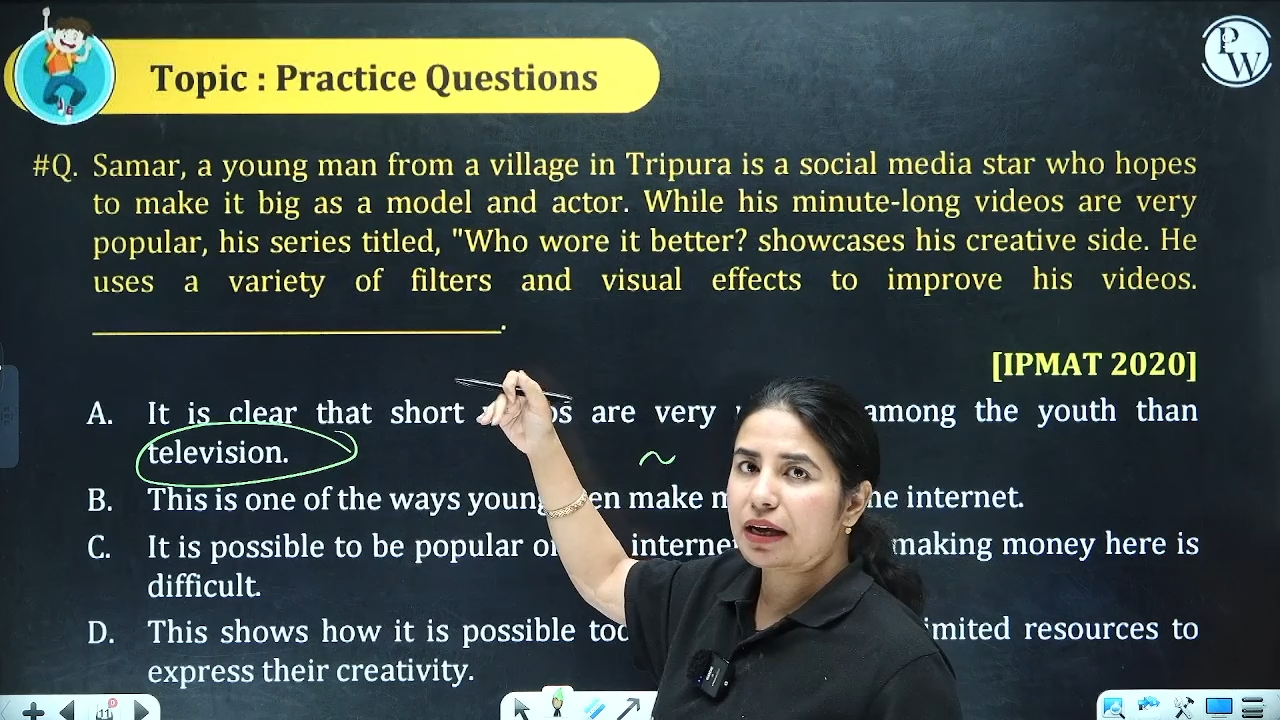 PW
Topic : Practice Questions
#Q. Samar, a young man from a village in Tripura is a social media star who hopes
to make it big as a model and actor. While his minute-long videos are very
popular, his series titled, "Who wore it better? showcases his creative side. He
uses a variety of filters and visual effects to improve his videos.
.
[IPMAT 2020]
A. It is clear that short are very among the youth than
television.
B. This is one of the ways young make internet.
C. It is possible to be popular making money here is
difficult.
D. This shows how it is possible resources to
express their creativity.